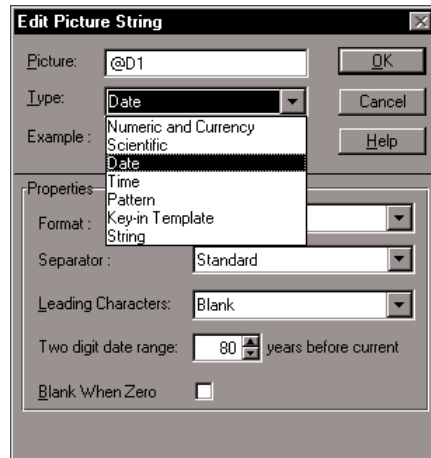 Edit Picture String
Picture: @D1 OK
Type: Date Cancel
Example : Numeric and Currency
Scientific Help
Date
Time
Properties
Pattern
Format : Key-in Template
String
Separator : Standard
Leading Characters: Blank
Two digit date range: 80 years before current
Blank When Zero